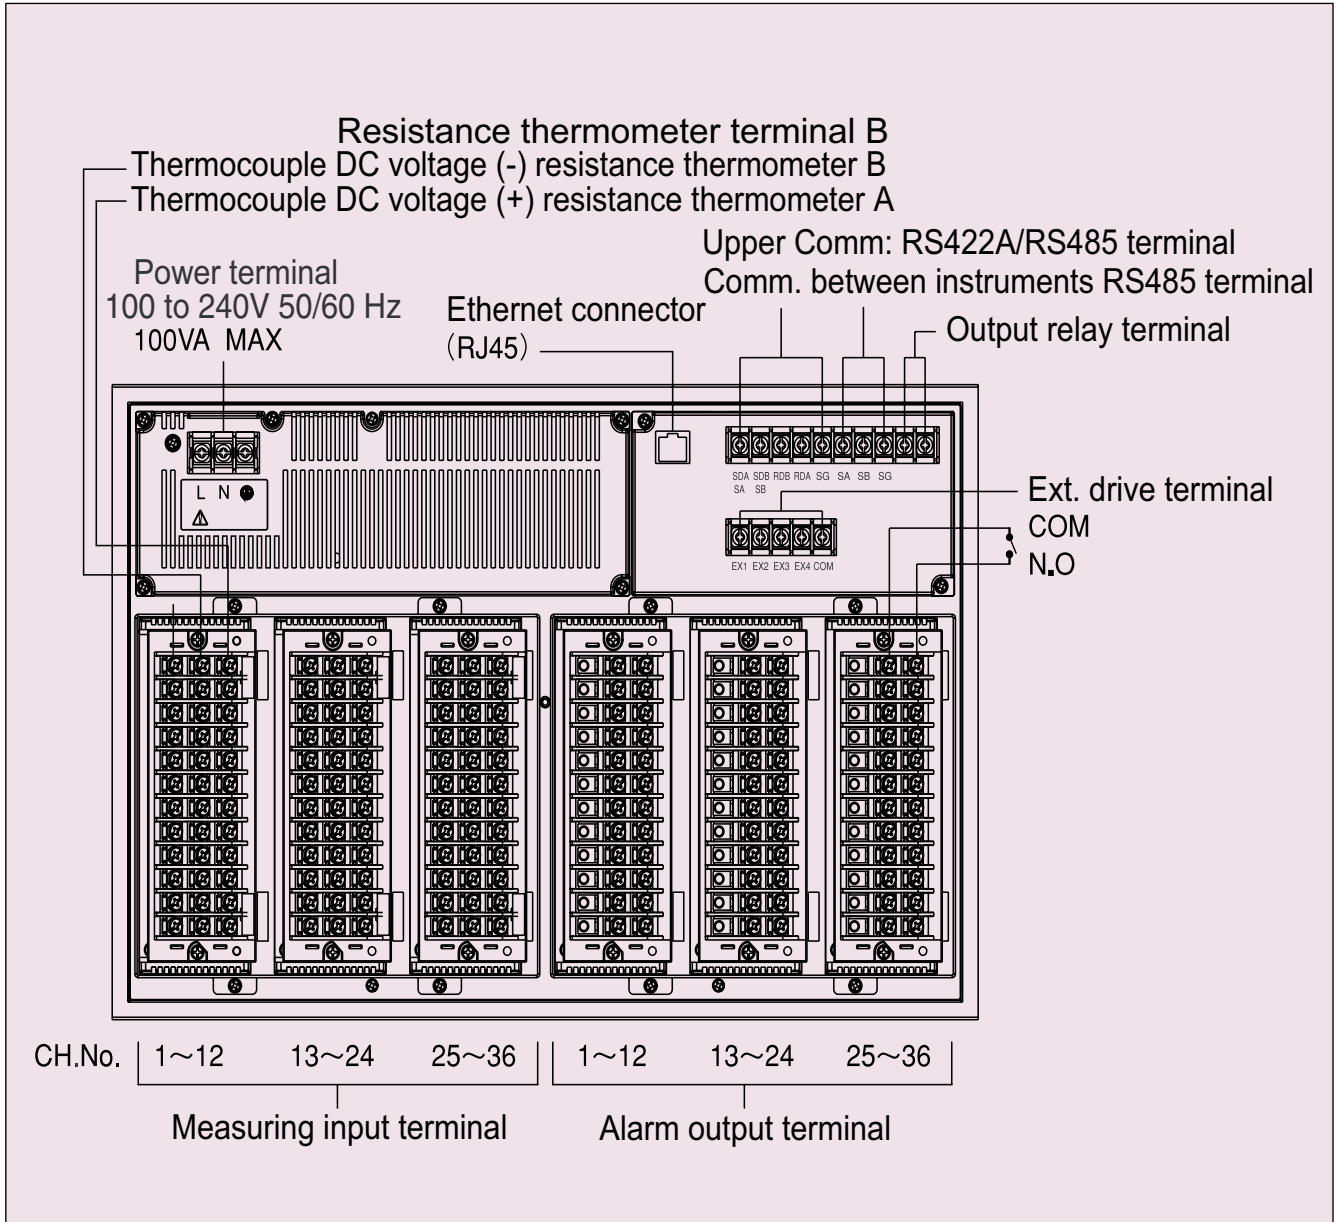 Resistance thermometer terminal B
Thermocouple DC voltage (-) resistance thermometer B
Thermocouple DC voltage (+) resistance thermometer A
Upper Comm: RS422A/RS485 terminal
Comm. between instruments RS485 terminal
Power terminal
100 to 240V 50/60 Hz
100VA MAX
Ethernet connector
(RJ45)
Output relay terminal
SDA SDB RDB RDA SG SA SB SG
SA SB
L N
Ext. drive terminal
COM
N.O
EX1 EX2 EX3 EX4 COM
CH.No. 1～12 13～24 25～36 1～12 13～24 25～36
Measuring input terminal
Alarm output terminal